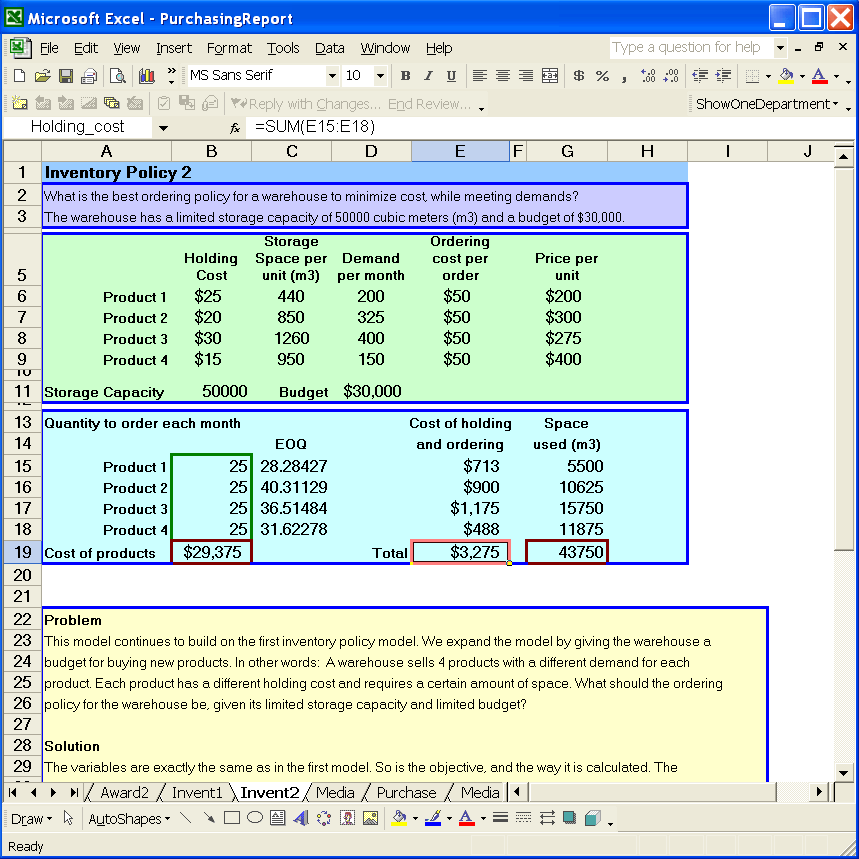 Microsoft Excel - PurchasingReport
File Edit View Insert Format Tools Data Window Help Type a question for help
MS Sans Serif 10 B I U $ % ,
Reply with Changes... End Review... ShowOneDepartment
Holding_cost fx =SUM(E15:E18)
A B C D E F G H I J
1 Inventory Policy 2
2 What is the best ordering policy for a warehouse to minimize cost, while meeting demands?
3 The warehouse has a limited storage capacity of 50000 cubic meters (m3) and a budget of $30,000.
Storage Ordering
Holding Space per Demand cost per Price per
5 Cost unit (m3) per month order unit
6 Product 1 $25 440 200 $50 $200
7 Product 2 $20 850 325 $50 $300
8 Product 3 $30 1260 400 $50 $275
9 Product 4 $15 950 150 $50 $400
11 Storage Capacity 50000 Budget $30,000
13 Quantity to order each month Cost of holding Space
14 EOQ and ordering used (m3)
15 Product 1 25 28.28427 $713 5500
16 Product 2 25 40.31129 $900 10625
17 Product 3 25 36.51484 $1,175 15750
18 Product 4 25 31.62278 $488 11875
19 Cost of products $29,375 Total $3,275 43750
20
21
22 Problem
23 This model continues to build on the first inventory policy model. We expand the model by giving the warehouse a
24 budget for buying new products. In other words: A warehouse sells 4 products with a different demand for each
25 product. Each product has a different holding cost and requires a certain amount of space. What should the ordering
26 policy for the warehouse be, given its limited storage capacity and limited budget?
27
28 Solution
29 The variables are exactly the same as in the first model. So is the objective, and the way it is calculated. The
Award2 Invent1 Invent2 Media Purchase Media
Draw AutoShapes
Ready